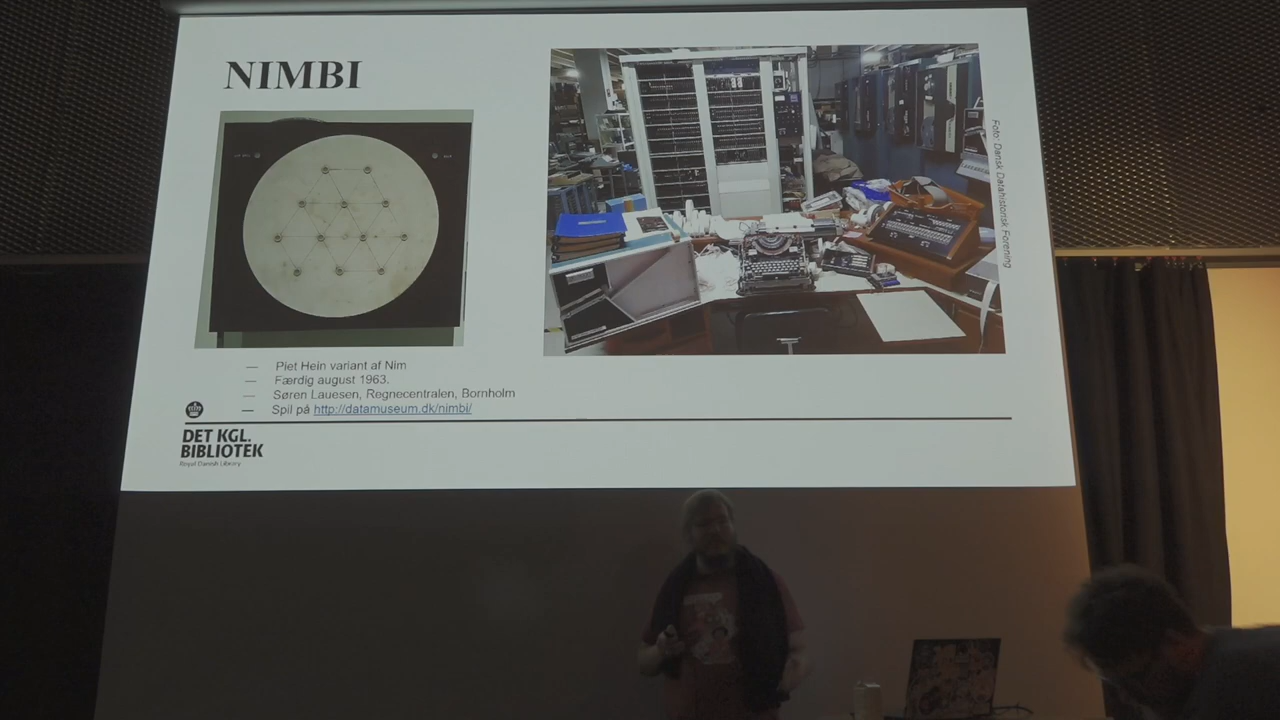 NIMBI
Foto: Dansk Datahistorisk Forening
— Piet Hein variant af Nim
— Færdig august 1963.
— Søren Lauesen, Regnecentralen, Bornholm
— Spil på http://datamuseum.dk/nimbi/
DET KGL.
BIBLIOTEK
Royal Danish Library